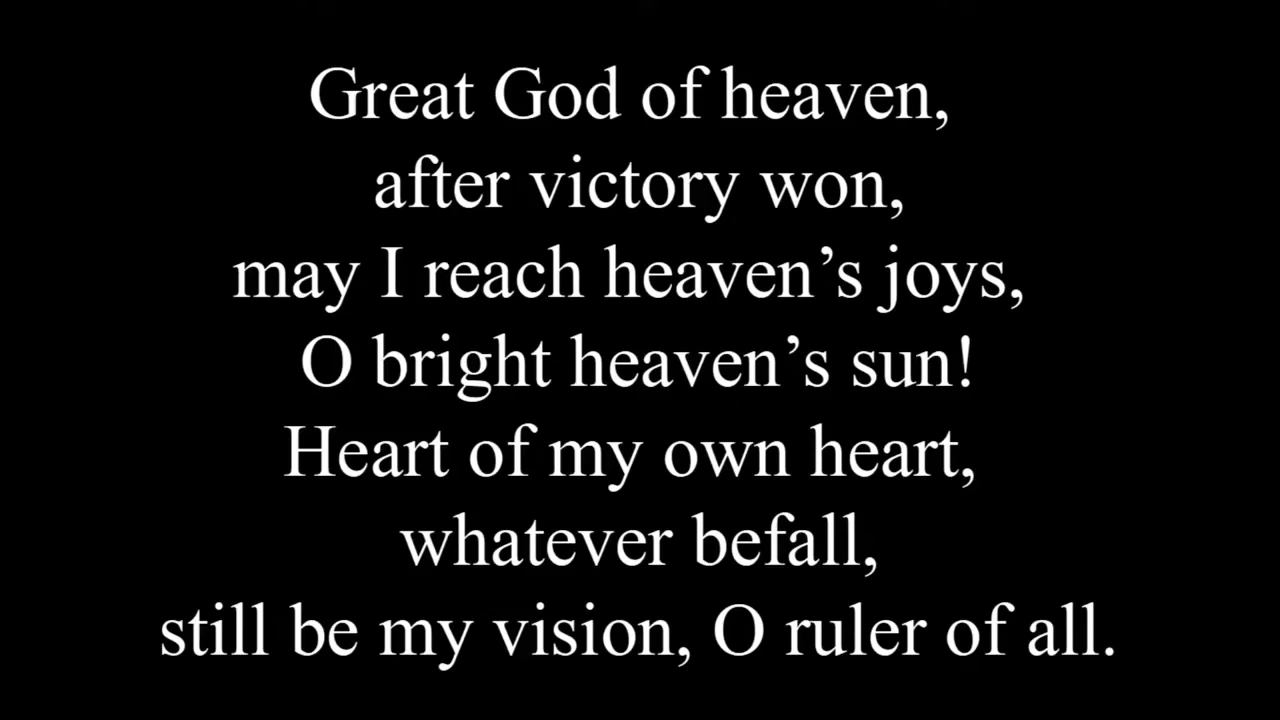 Great God of heaven,
after victory won,
may I reach heaven’s joys,
O bright heaven’s sun!
Heart of my own heart,
whatever befall,
still be my vision, O ruler of all.